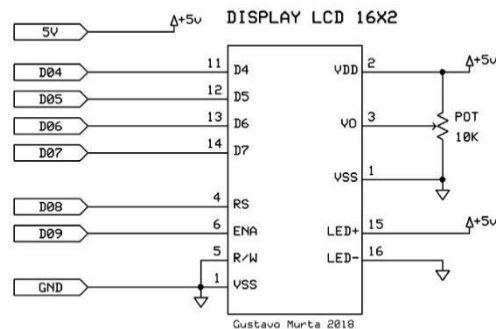 DISPLAY LCD 16X2
5V
+5v
D04 11 D4
D05 12 D5
D06 13 D6
D07 14 D7
D08 4 RS
D09 6 ENA
5 R/W
GND 1 VSS
VDD 2 +5v
VO 3 POT
10K
VSS 1
LED+ 15 +5v
LED- 16
Gustavo Murta 2018